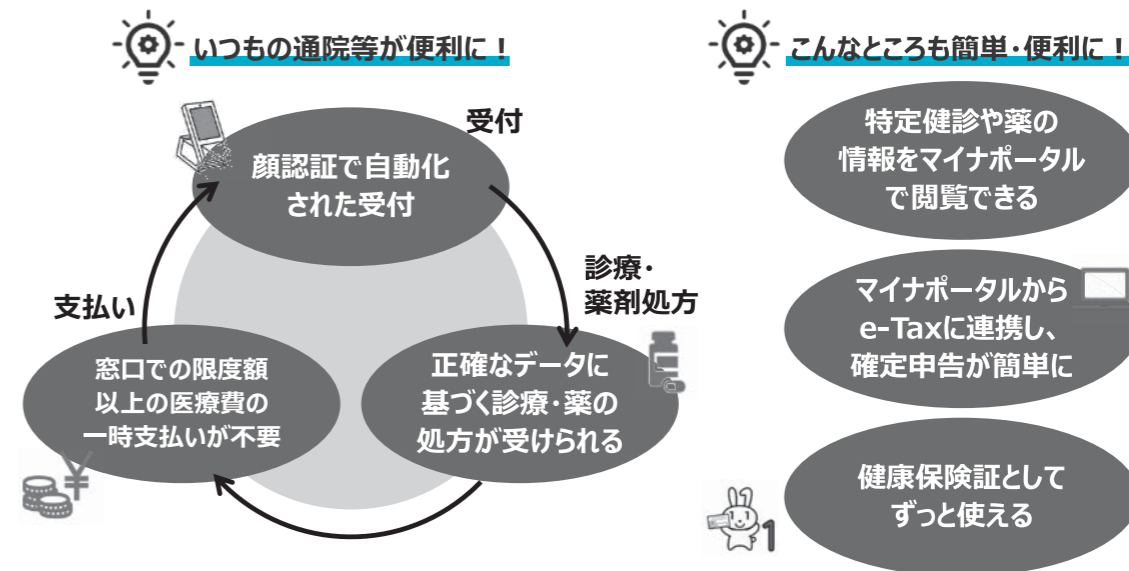 いつもの通院等が便利に！
受付
顔認証で自動化
された受付
診療・
薬剤処方
正確なデータに
基づく診療・薬の
処方が受けられる
支払い
窓口での限度額
以上の医療費の
一時支払いが不要
¥
こんなところも簡単・便利に！
特定健診や薬の
情報をマイナポータル
で閲覧できる
マイナポータルから
e-Taxに連携し、
確定申告が簡単に
健康保険証として
ずっと使える
1